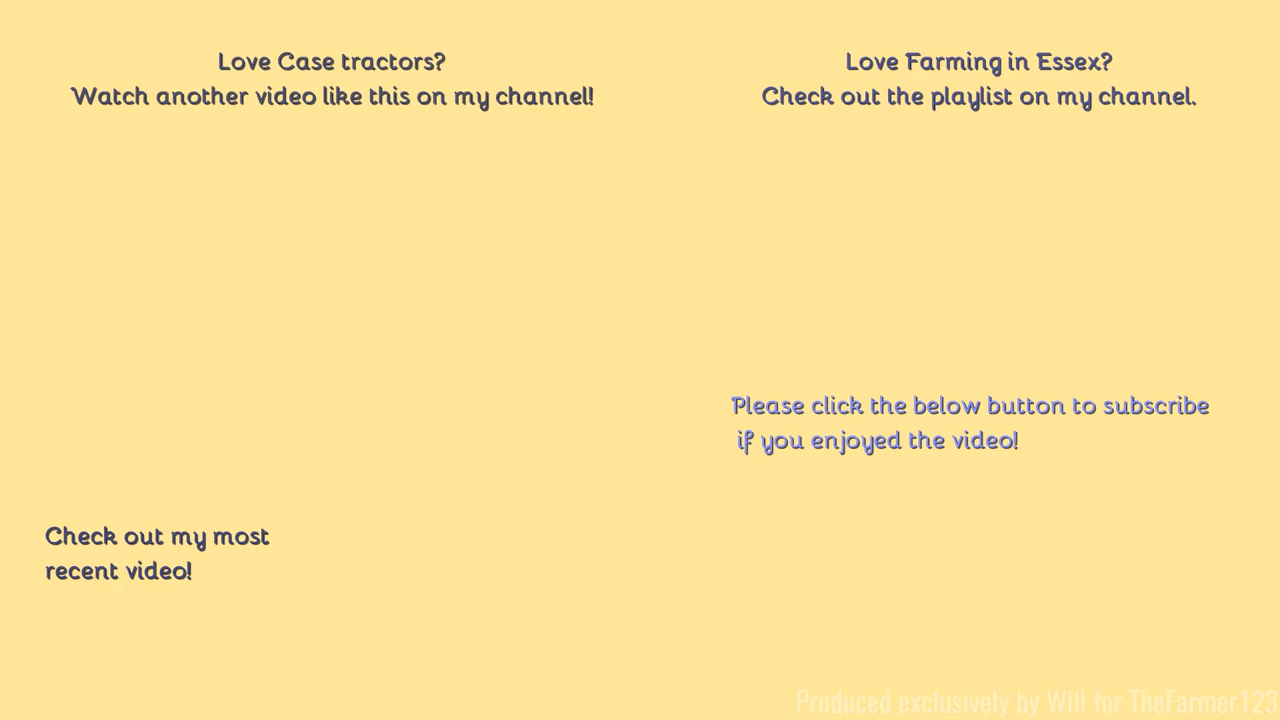 Love Case tractors?
Watch another video like this on my channel!
Love Farming in Essex?
Check out the playlist on my channel.
Please click the below button to subscribe
if you enjoyed the video!
Check out my most
recent video!
Produced exclusively by Will for TheFarmer123